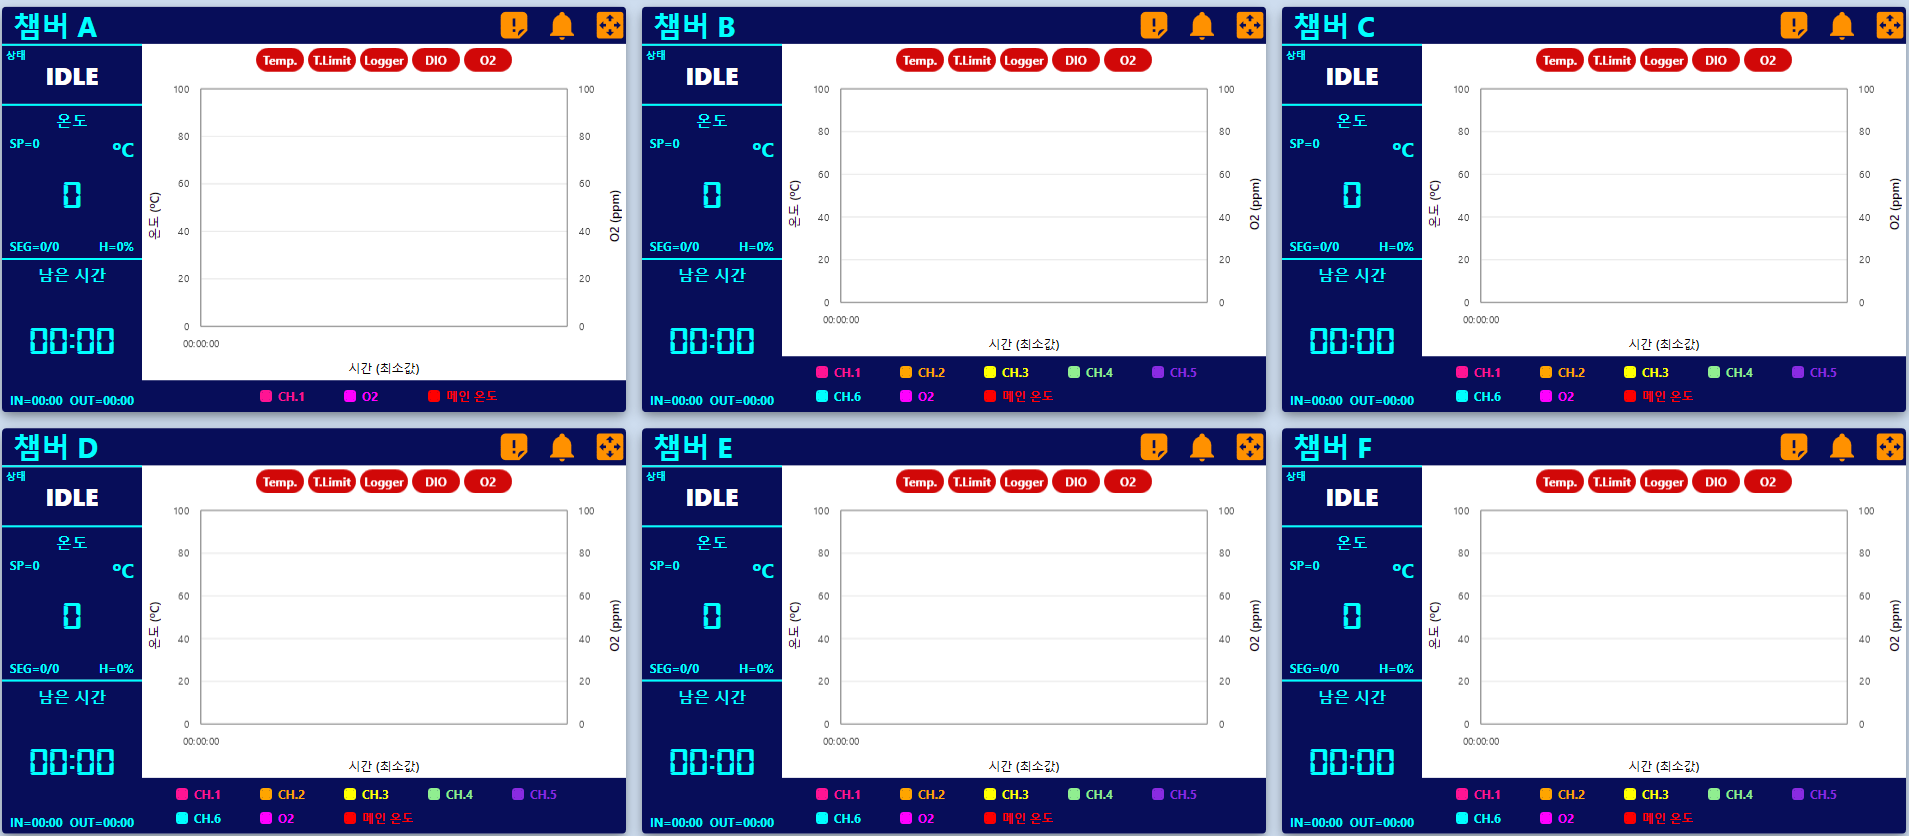 챔버 A
상태
IDLE
온도
SP=0 ºC
0
SEG=0/0 H=0%
남은 시간
00:00
IN=00:00 OUT=00:00
Temp. T.Limit Logger DIO O2
100 100
80 80
60 60
40 40
20 20
0 0
온도 (ºC)
O2 (ppm)
00:00:00
시간 (최소값)
CH.1 O2 메인 온도
챔버 B
상태
IDLE
온도
SP=0 ºC
0
SEG=0/0 H=0%
남은 시간
00:00
IN=00:00 OUT=00:00
Temp. T.Limit Logger DIO O2
100 100
80 80
60 60
40 40
20 20
0 0
온도 (ºC)
O2 (ppm)
00:00:00
시간 (최소값)
CH.1 CH.2 CH.3 CH.4 CH.5
CH.6 O2 메인 온도
챔버 C
상태
IDLE
온도
SP=0 ºC
0
SEG=0/0 H=0%
남은 시간
00:00
IN=00:00 OUT=00:00
Temp. T.Limit Logger DIO O2
100 100
80 80
60 60
40 40
20 20
0 0
온도 (ºC)
O2 (ppm)
00:00:00
시간 (최소값)
CH.1 CH.2 CH.3 CH.4 CH.5
CH.6 O2 메인 온도
챔버 D
상태
IDLE
온도
SP=0 ºC
0
SEG=0/0 H=0%
남은 시간
00:00
IN=00:00 OUT=00:00
Temp. T.Limit Logger DIO O2
100 100
80 80
60 60
40 40
20 20
0 0
온도 (ºC)
O2 (ppm)
00:00:00
시간 (최소값)
CH.1 CH.2 CH.3 CH.4 CH.5
CH.6 O2 메인 온도
챔버 E
상태
IDLE
온도
SP=0 ºC
0
SEG=0/0 H=0%
남은 시간
00:00
IN=00:00 OUT=00:00
Temp. T.Limit Logger DIO O2
100 100
80 80
60 60
40 40
20 20
0 0
온도 (ºC)
O2 (ppm)
00:00:00
시간 (최소값)
CH.1 CH.2 CH.3 CH.4 CH.5
CH.6 O2 메인 온도
챔버 F
상태
IDLE
온도
SP=0 ºC
0
SEG=0/0 H=0%
남은 시간
00:00
IN=00:00 OUT=00:00
Temp. T.Limit Logger DIO O2
100 100
80 80
60 60
40 40
20 20
0 0
온도 (ºC)
O2 (ppm)
00:00:00
시간 (최소값)
CH.1 CH.2 CH.3 CH.4 CH.5
CH.6 O2 메인 온도